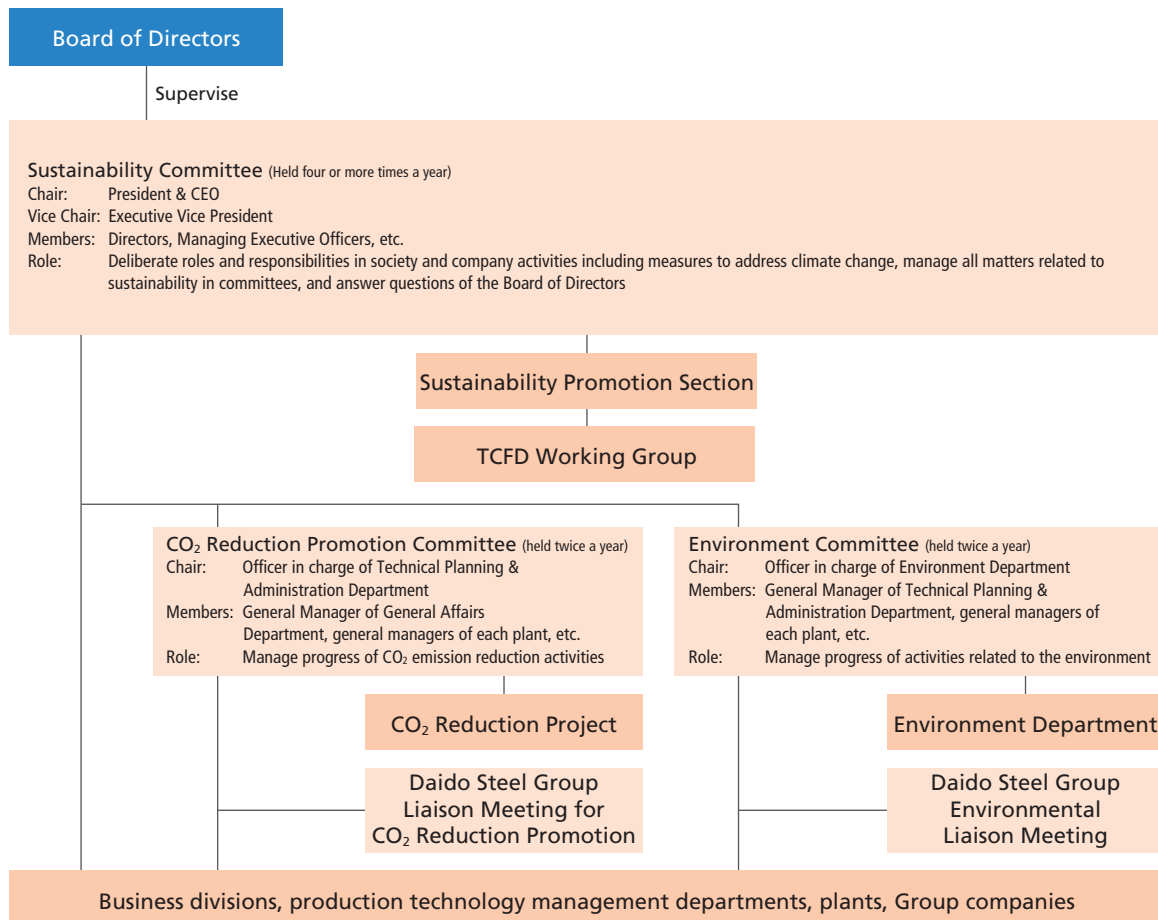 Board of Directors
Supervise
Sustainability Committee (Held four or more times a year)
Chair: President & CEO
Vice Chair: Executive Vice President
Members: Directors, Managing Executive Officers, etc.
Role: Deliberate roles and responsibilities in society and company activities including measures to address climate change, manage all matters related to
sustainability in committees, and answer questions of the Board of Directors
Sustainability Promotion Section
TCFD Working Group
CO₂ Reduction Promotion Committee (held twice a year)
Chair: Officer in charge of Technical Planning &
Administration Department
Members: General Manager of General Affairs
Department, general managers of each plant, etc.
Role: Manage progress of CO₂ emission reduction activities
Environment Committee (held twice a year)
Chair: Officer in charge of Environment Department
Members: General Manager of Technical Planning &
Administration Department, general managers of
each plant, etc.
Role: Manage progress of activities related to the environment
CO₂ Reduction Project
Environment Department
Daido Steel Group
Liaison Meeting for
CO₂ Reduction Promotion
Daido Steel Group
Environmental
Liaison Meeting
Business divisions, production technology management departments, plants, Group companies